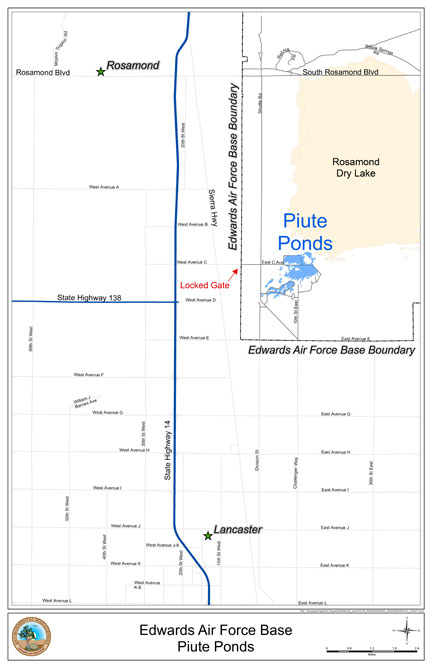 Mojave Tropico Rd
Rosamond
Rosamond Blvd
South Rosamond Blvd
Shuttle Rd
20th St West
Edwards Air Force Base Boundary
Rosamond
Dry Lake
West Avenue A
Sierra Hwy
Piute
Ponds
West Avenue B
West Avenue C
East C Ave
Locked Gate
State Highway 138
West Avenue D
10th St East
60th St West
West Avenue E
East Avenue E
Edwards Air Force Base Boundary
West Avenue F
William J
Barnes Ave
West Avenue G
East Avenue G
30th St West
State Highway 14
West Avenue H
East Avenue H
Division St
Challenger Way
30th St East
West Avenue I
East Avenue I
50th St West
West Avenue J
Lancaster
East Avenue J
40th St West
West Avenue J-8
20th St West
10th St West
West Avenue K
East Avenue K
West Avenue
K-8
West Avenue L
East Avenue L
Edwards Air Force Base
Piute Ponds
Miles